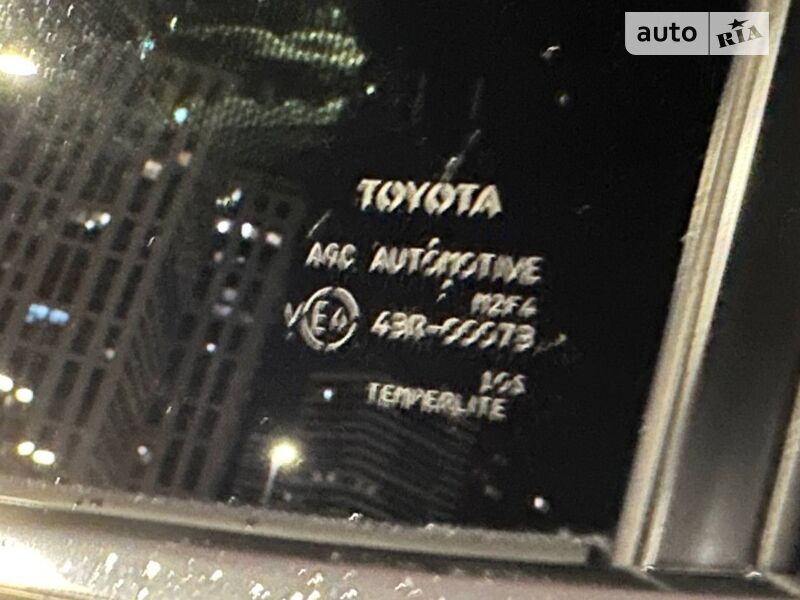 auto RIA
TOYOTA
AGC AUTOMOTIVE
M2F4
V E4 43R-00073
TEMPERLITE